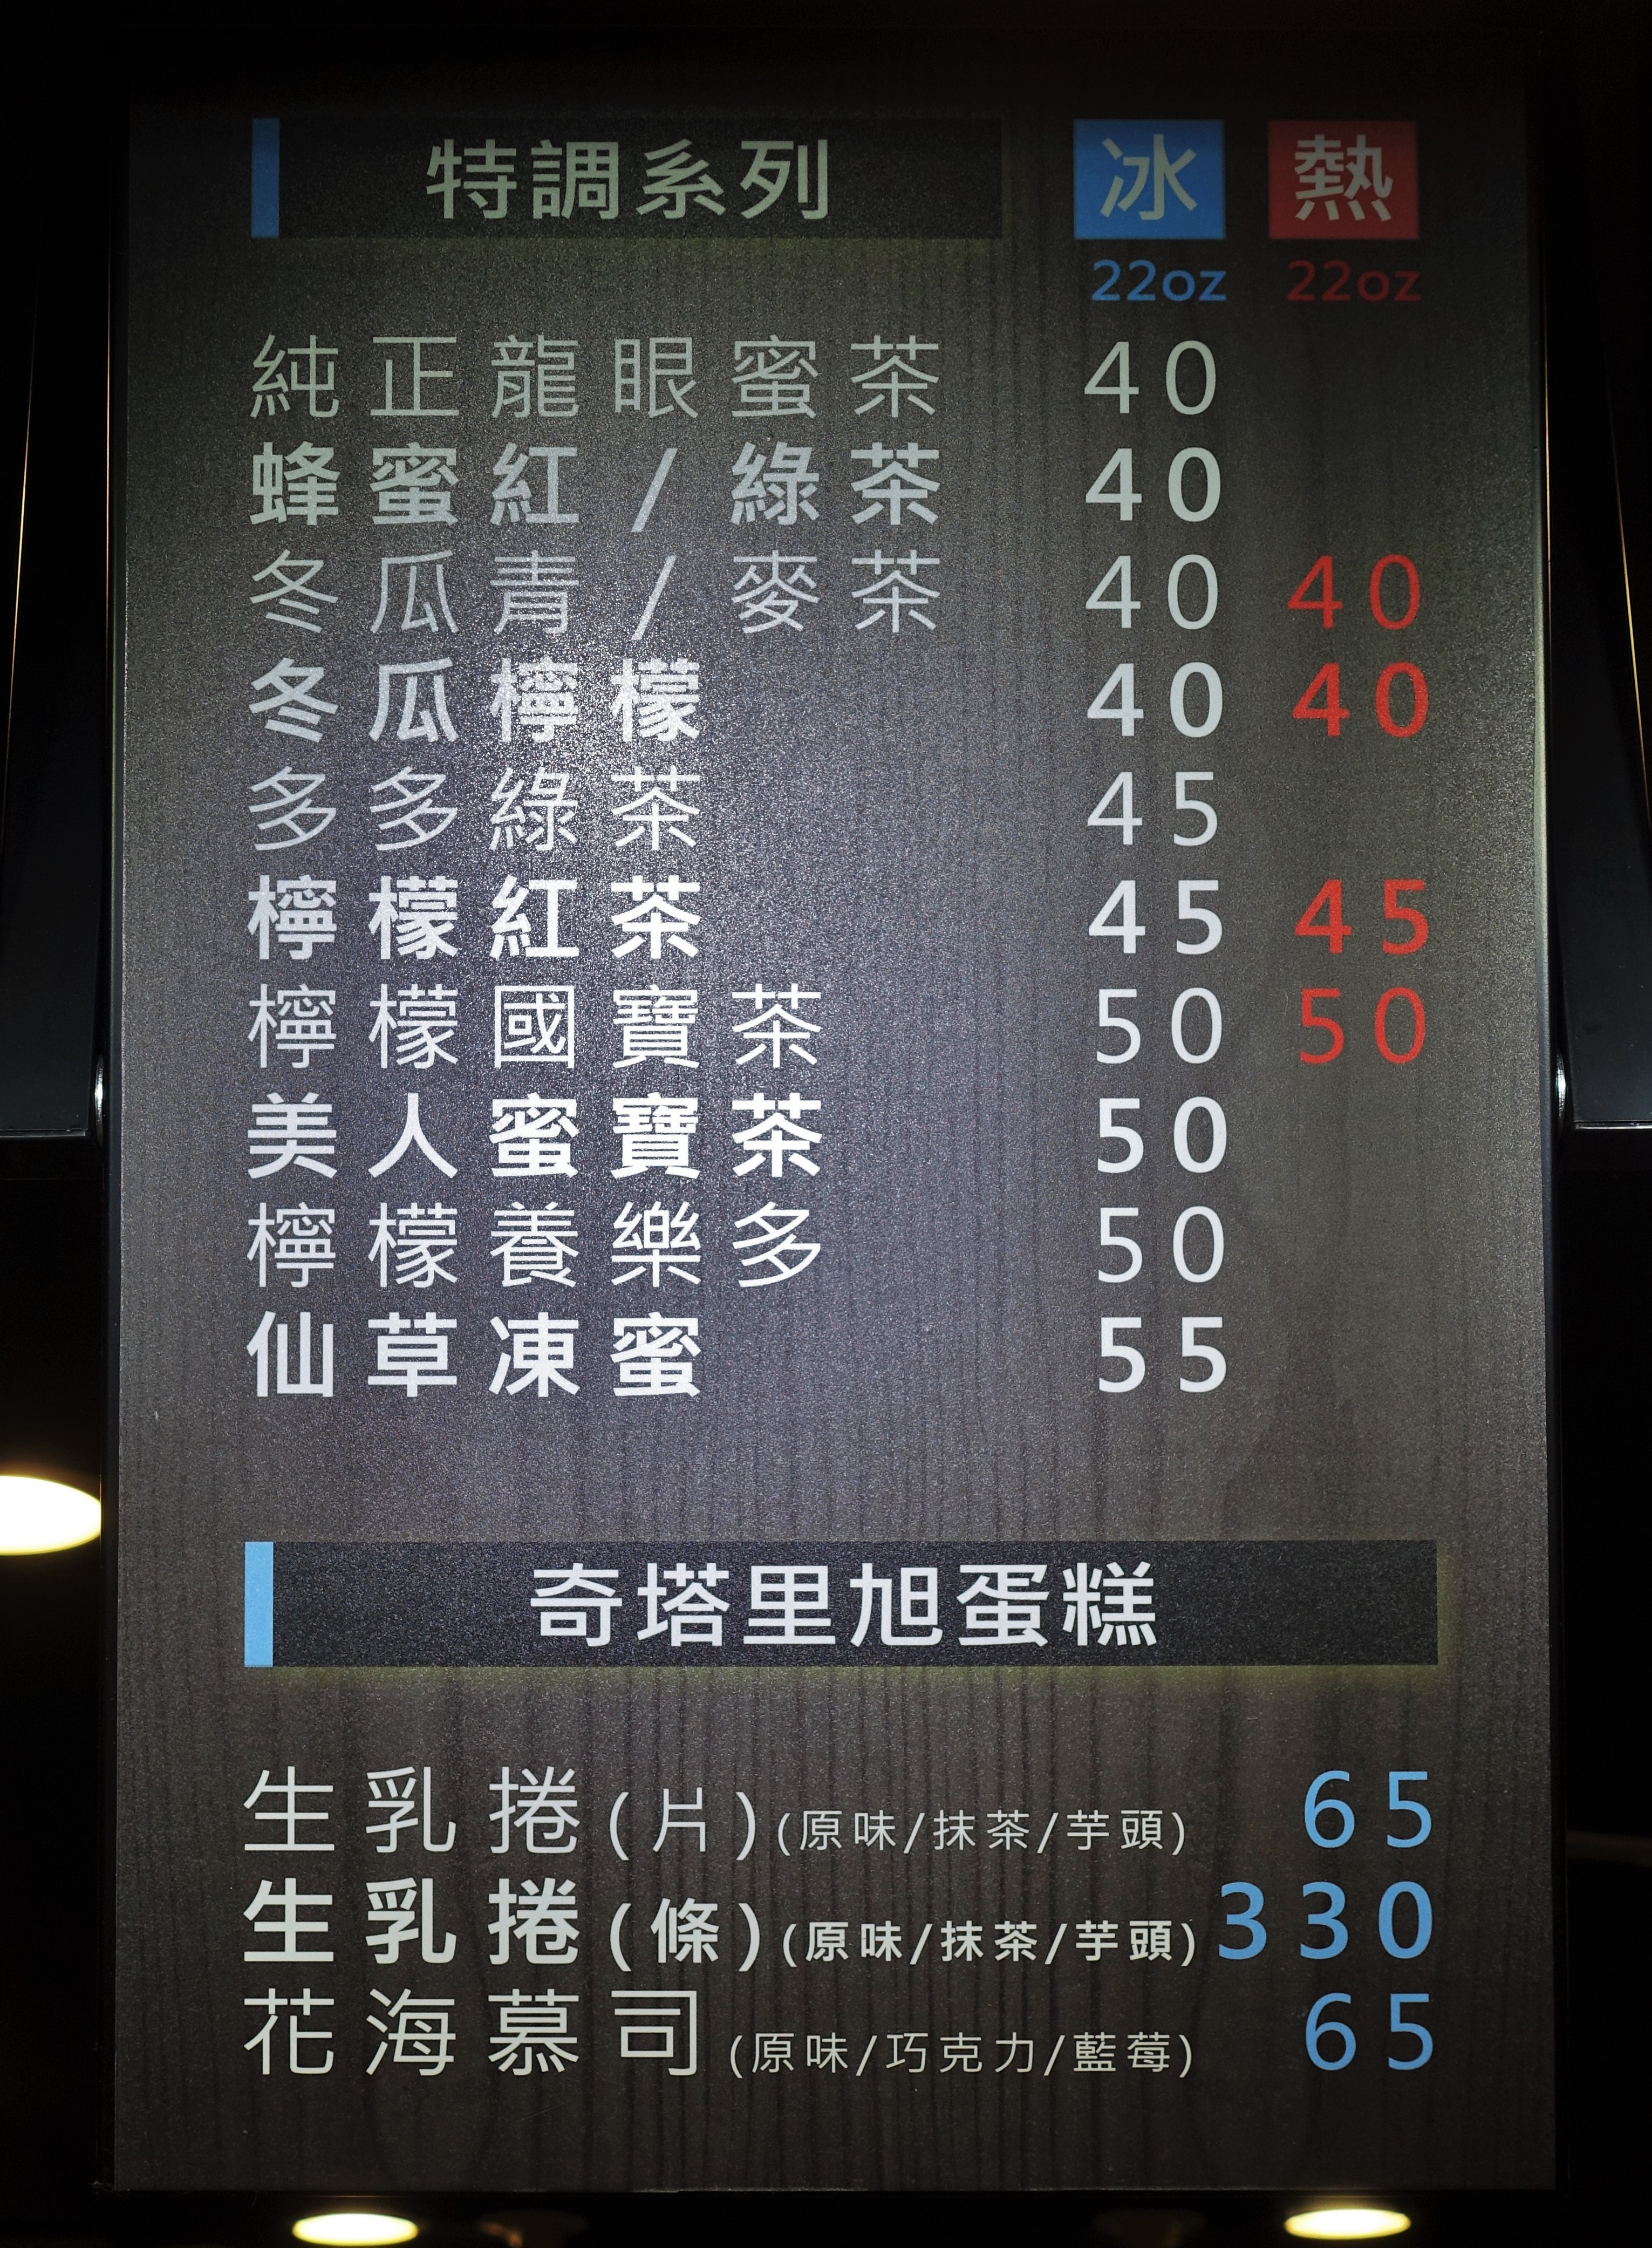 特調系列 冰 熱
22oz 22oz
純正龍眼蜜茶 40
蜂蜜紅/綠茶 40
冬瓜青/麥茶 40 40
冬瓜檸檬 40 40
多多綠茶 45
檸檬紅茶 45 45
檸檬國寶茶 50 50
美人蜜寶茶 50
檸檬養樂多 50
仙草凍蜜 55
奇塔里旭蛋糕
生乳捲(片)(原味/抹茶/芋頭) 65
生乳捲(條)(原味/抹茶/芋頭) 330
花海慕司(原味/巧克力/藍莓) 65